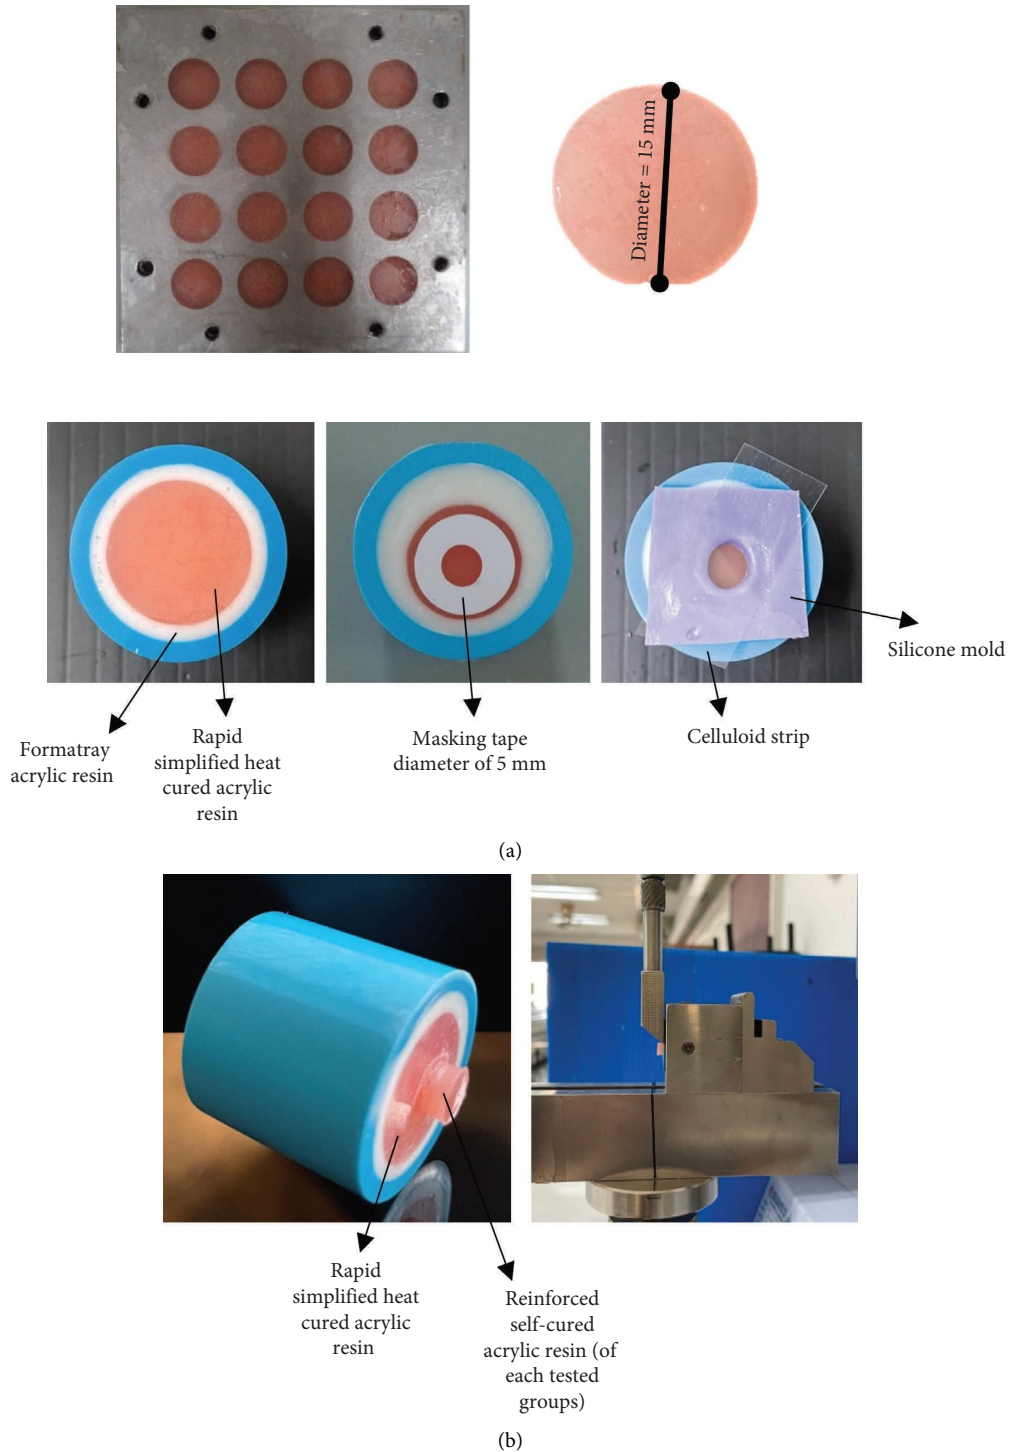 Diameter = 15 mm
Formatray
acrylic resin
Rapid
simplified heat
cured acrylic
resin
Masking tape
diameter of 5 mm
Celluloid strip
Silicone mold
(a)
Rapid
simplified heat
cured acrylic
resin
Reinforced
self-cured
acrylic resin (of
each tested
groups)
(b)